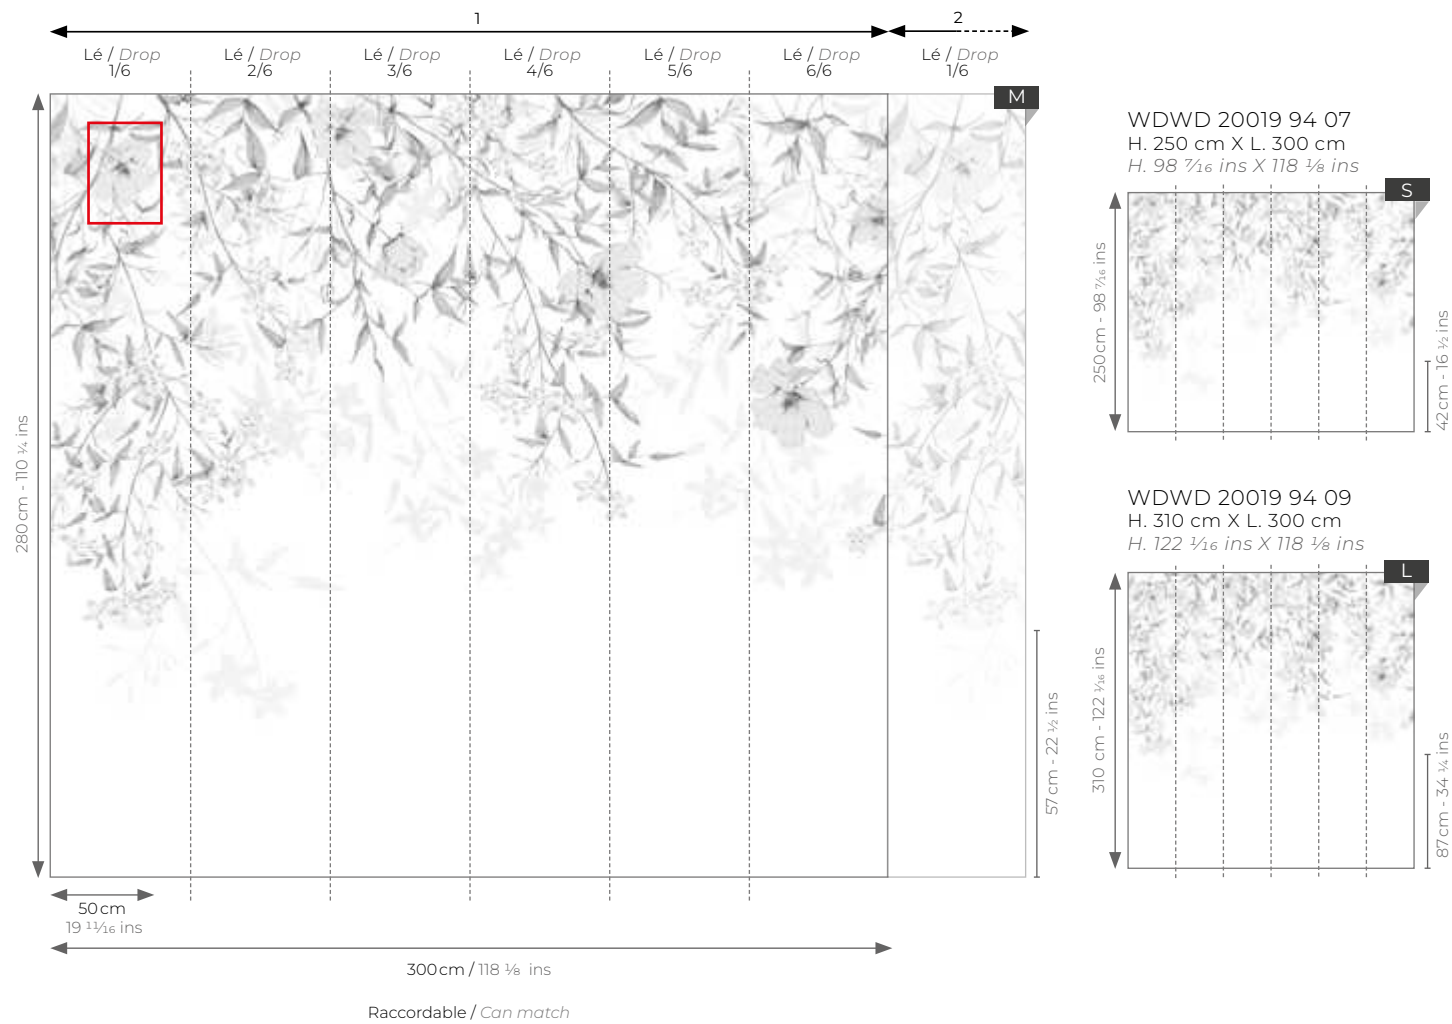 1
2
Lé / Drop
1/6
Lé / Drop
2/6
Lé / Drop
3/6
Lé / Drop
4/6
Lé / Drop
5/6
Lé / Drop
6/6
Lé / Drop
1/6
M
280 cm - 110 ¼ ins
57 cm - 22 ½ ins
50 cm
19 ¹¹⁄₁₆ ins
300 cm / 118 ⅛ ins
Raccordable / Can match
WDWD 20019 94 07
H. 250 cm X L. 300 cm
H. 98 ⁷⁄₁₆ ins X 118 ⅛ ins
S
250 cm - 98 ⁷⁄₁₆ ins
42 cm - 16 ½ ins
WDWD 20019 94 09
H. 310 cm X L. 300 cm
H. 122 ¹⁄₁₆ ins X 118 ⅛ ins
L
310 cm - 122 ¹⁄₁₆ ins
87 cm - 34 ¼ ins